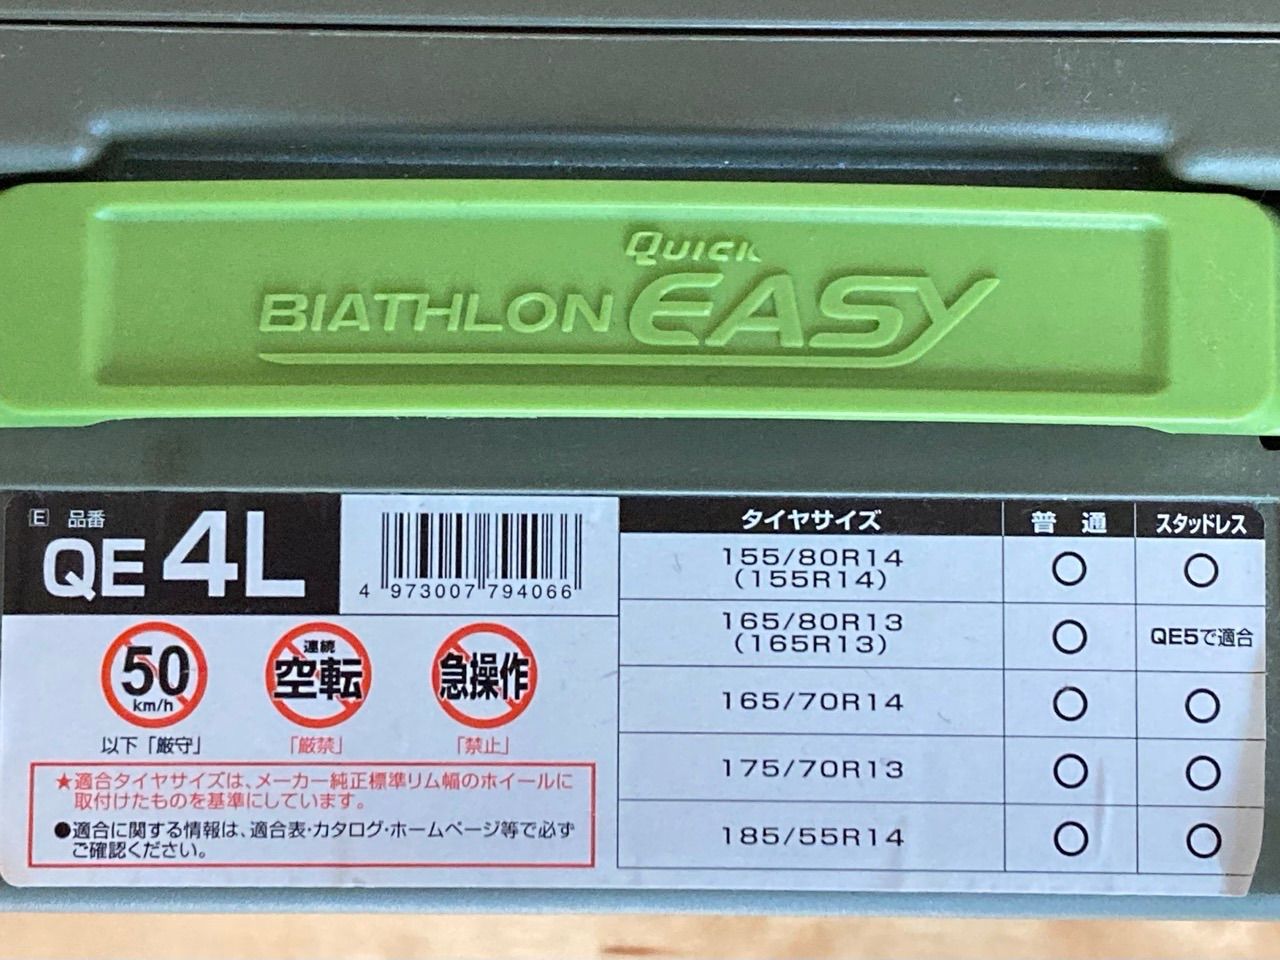 Quick
BIATHLON EASY
E 品番
QE 4L
4 973007 794066
50
km/h
以下「厳守」
連続
空転
「厳禁」
急操作
「禁止」
★適合タイヤサイズは、メーカー純正標準リム幅のホイールに
取付けたものを基準にしています。
●適合に関する情報は、適合表・カタログ・ホームページ等で必ず
ご確認ください。
タイヤサイズ 普通 スタッドレス
155/80R14 ○ ○
(155R14)
165/80R13 ○ QE5で適合
(165R13)
165/70R14 ○ ○
175/70R13 ○ ○
185/55R14 ○ ○